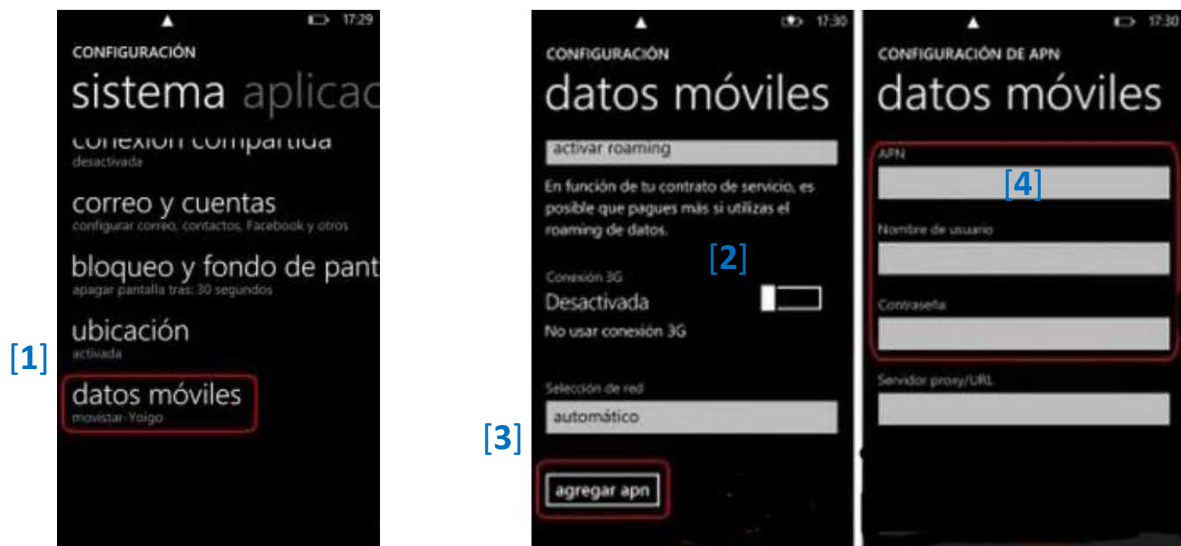 17:29
CONFIGURACIÓN
sistema aplicac
conexión compartida
desactivada
correo y cuentas
configurar correo, contactos, Facebook y otros
bloqueo y fondo de pant
apagar pantalla tras: 30 segundos
ubicación
activada
[1]
datos móviles
movistar-Yoigo
17:30
CONFIGURACIÓN
datos móviles
activar roaming
En función de tu contrato de servicio, es
posible que pagues más si utilizas el
roaming de datos.
[2]
Conexión 3G
Desactivada
No usar conexión 3G
Selección de red
automático
[3]
agregar apn
17:30
CONFIGURACIÓN DE APN
datos móviles
APN
[4]
Nombre de usuario
Contraseña
Servidor proxy/URL